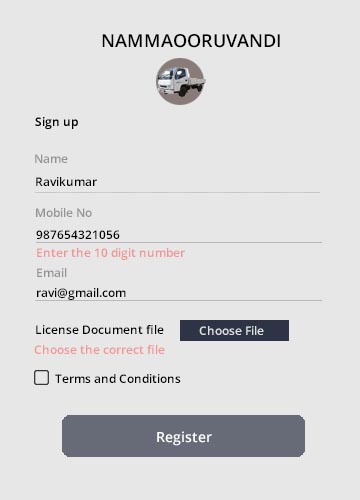 NAMMAOORUVANDI
Sign up
Name
Ravikumar
Mobile No
987654321056
Enter the 10 digit number
Email
ravi@gmail.com
License Document file Choose File
Choose the correct file
Terms and Conditions
Register